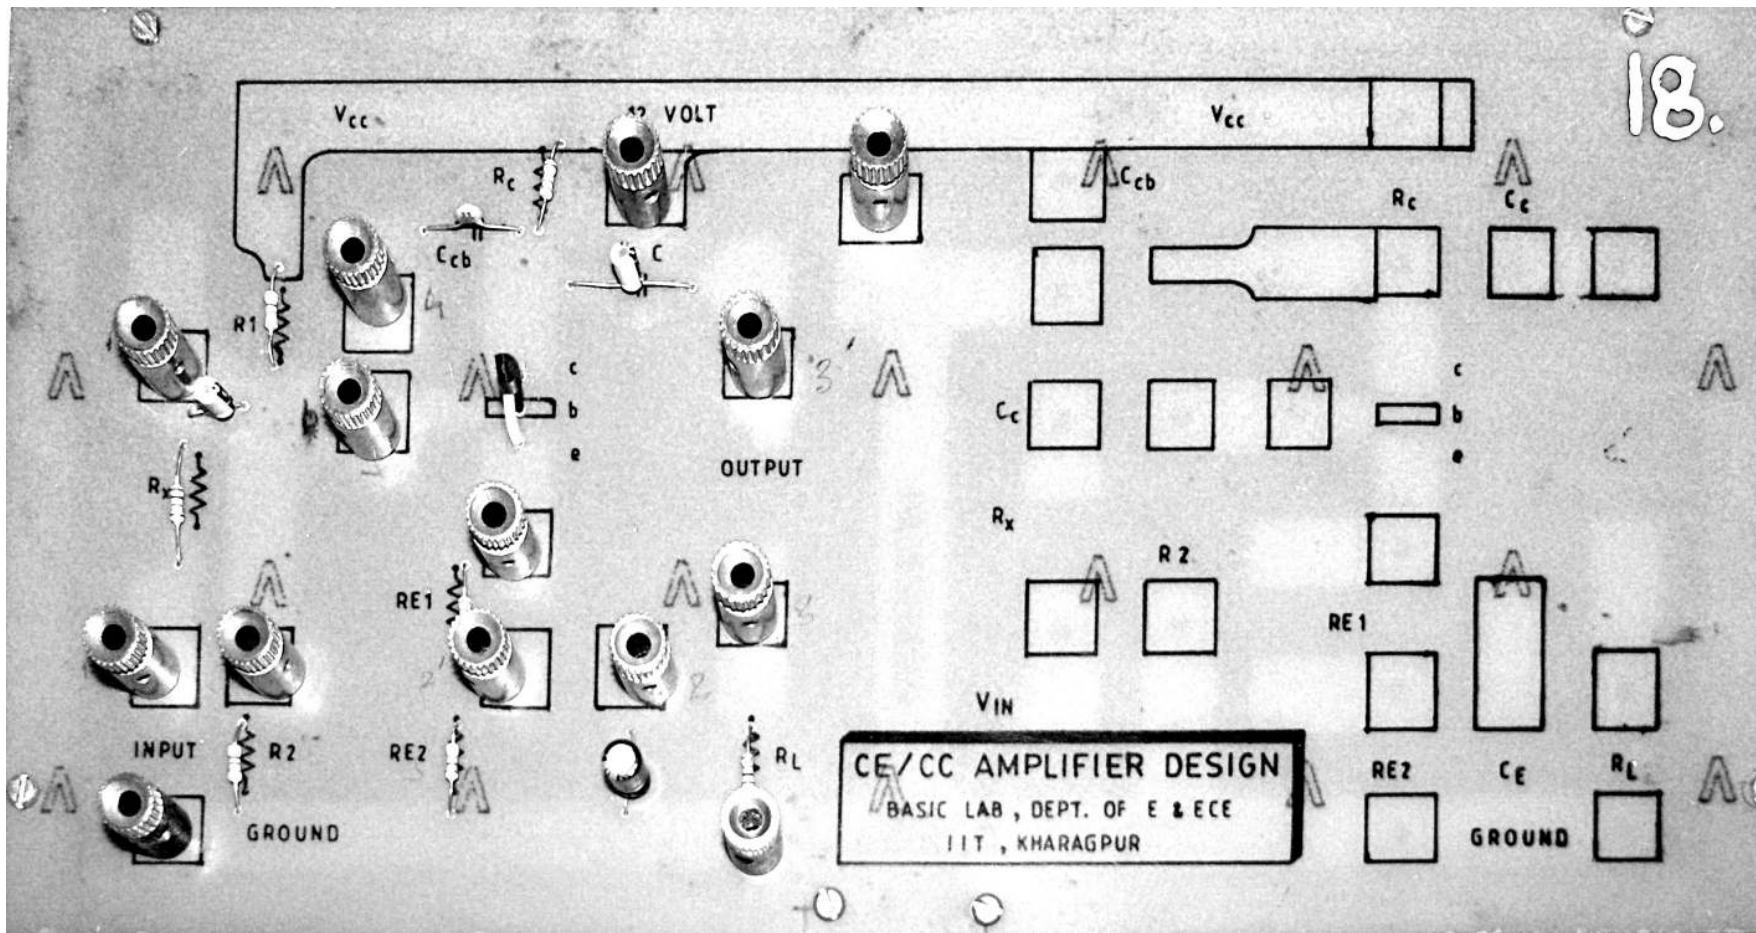 18.
Vcc
VOLT
Vcc
Rc
Ccb
Rc
Cc
Ccb
C
4
R1
c
3
c
b
Cc
b
e
OUTPUT
e
Rx
Rx
R2
RE1
RE1
VIN
INPUT
R2
RE2
RL
CE/CC AMPLIFIER DESIGN
BASIC LAB, DEPT. OF E & ECE
IIT, KHARAGPUR
RE2
CE
RL
GROUND
GROUND